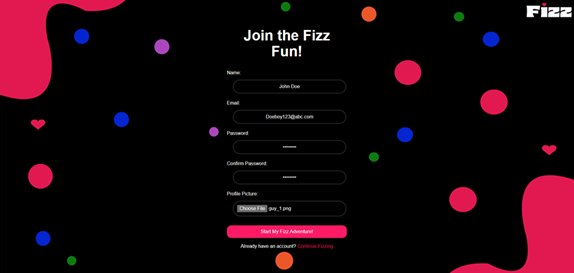 Fizz
Join the Fizz
Fun!
Name:
John Doe
Email:
Doeboy123@abc.com
Password:
••••••••
Confirm Password:
••••••••
Profile Picture:
Choose File guy_1.png
Start My Fizz Adventure!
Already have an account? Continue Fizzing.